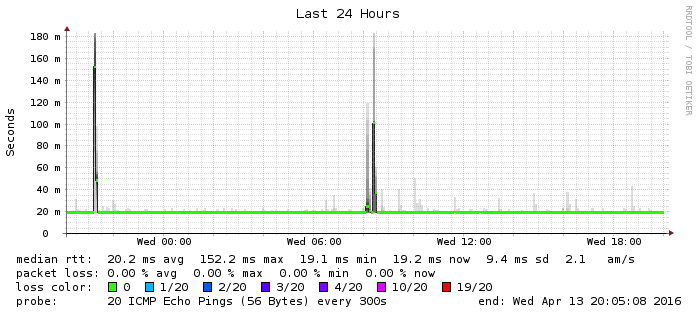 Last 24 Hours
RRDTOOL / TOBI OETIKER
Seconds
180 m
160 m
140 m
120 m
100 m
80 m
60 m
40 m
20 m
0
Wed 00:00 Wed 06:00 Wed 12:00 Wed 18:00
median rtt: 20.2 ms avg 152.2 ms max 19.1 ms min 19.2 ms now 9.4 ms sd 2.1 am/s
packet loss: 0.00 % avg 0.00 % max 0.00 % min 0.00 % now
loss color: 0 1/20 2/20 3/20 4/20 10/20 19/20
probe: 20 ICMP Echo Pings (56 Bytes) every 300s end: Wed Apr 13 20:05:08 2016